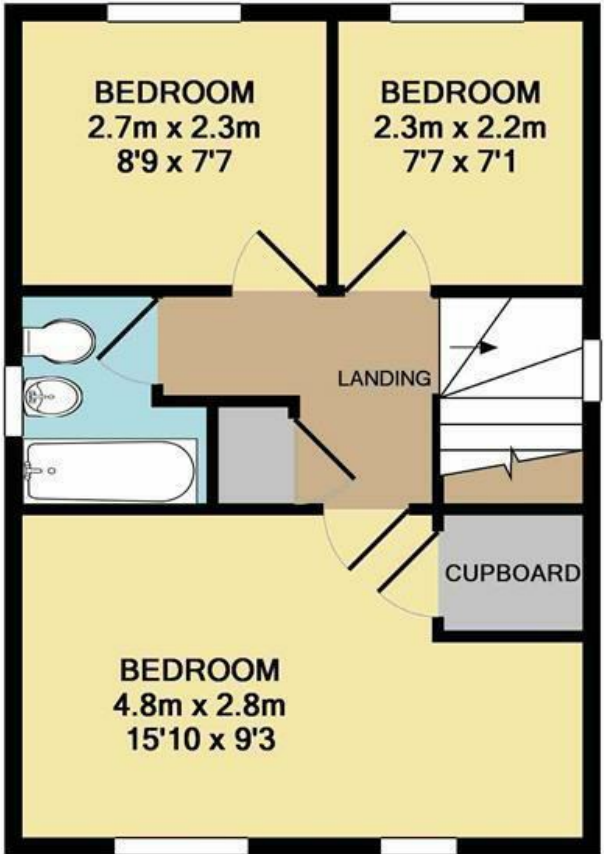 BEDROOM
2.7m x 2.3m
8'9 x 7'7
BEDROOM
2.3m x 2.2m
7'7 x 7'1
LANDING
CUPBOARD
BEDROOM
4.8m x 2.8m
15'10 x 9'3